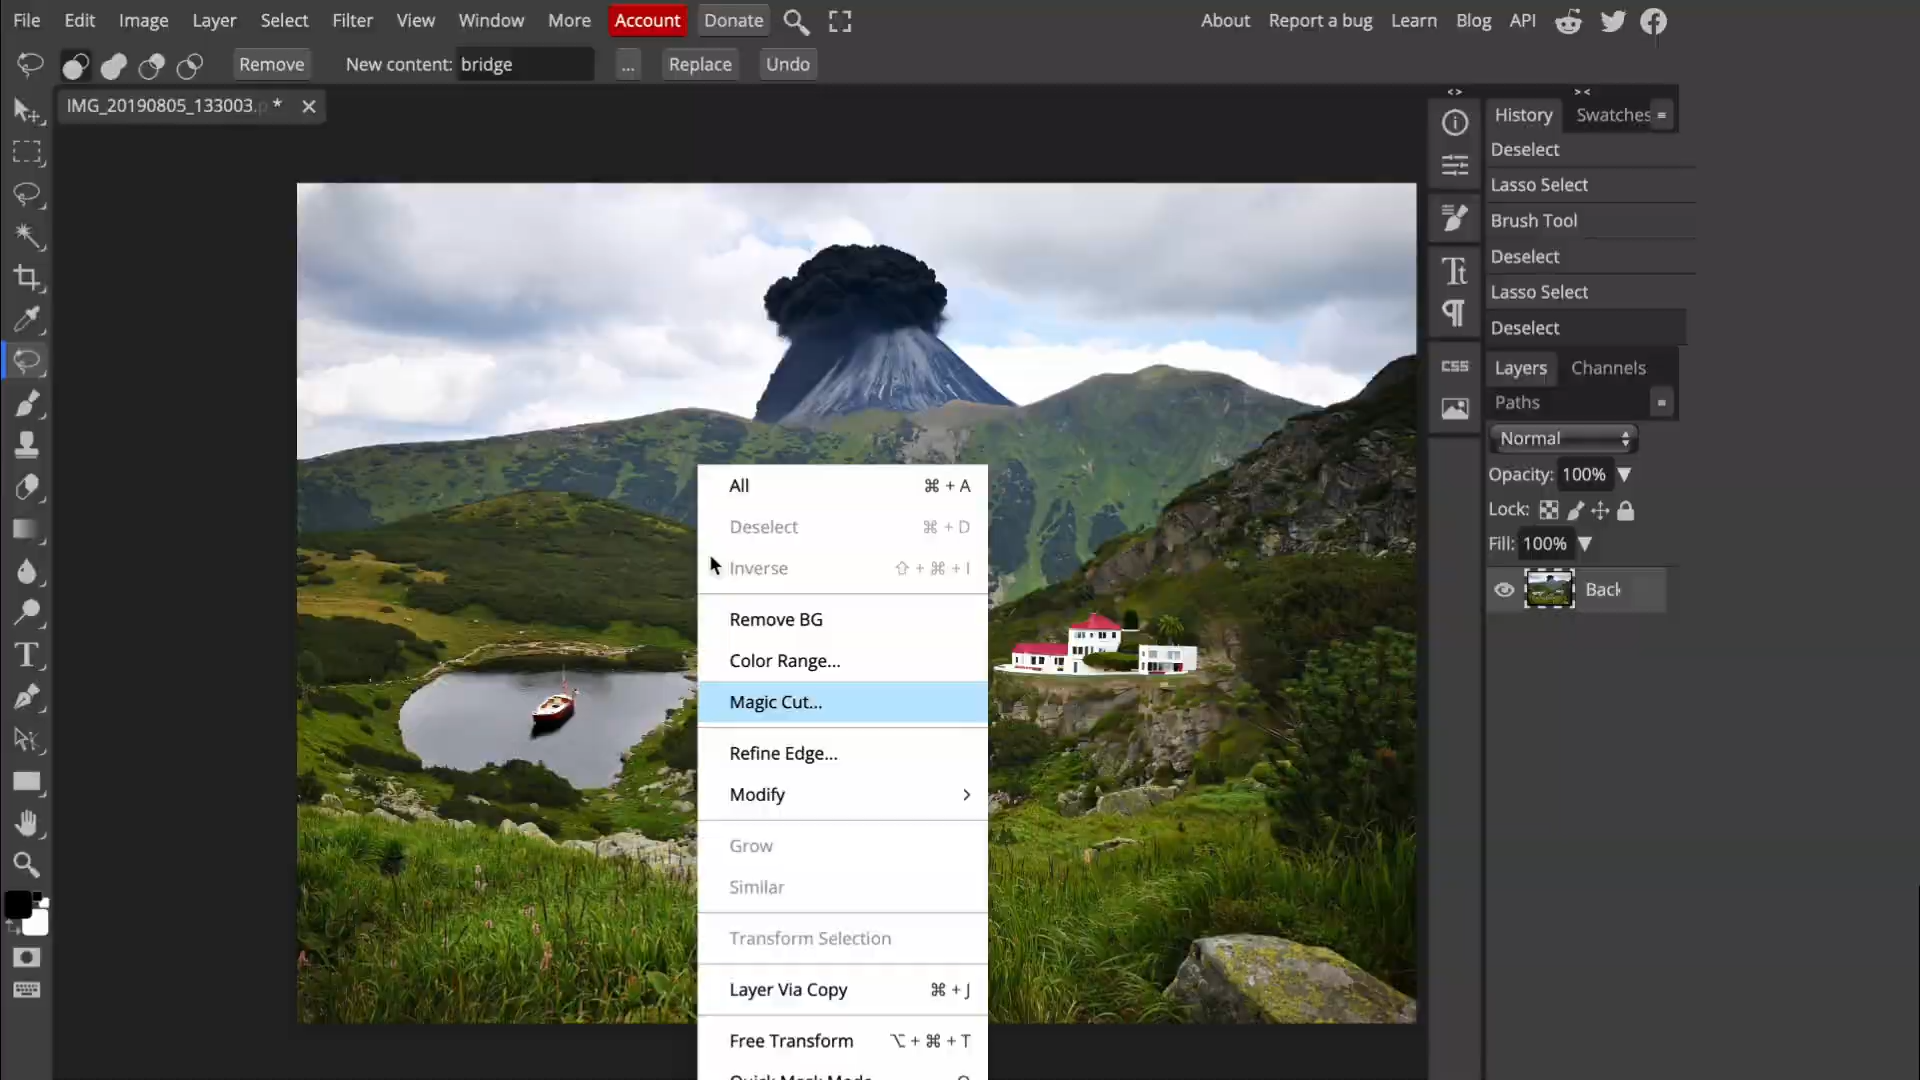 File Edit Image Layer Select Filter View Window More Account Donate About Report a bug Learn Blog API
Remove New content: bridge ... Replace Undo
IMG_20190805_133003. *
History Swatches
Deselect
Lasso Select
Brush Tool
Deselect
Lasso Select
Deselect
CSS
Layers Channels
Paths
Normal
Opacity: 100%
Lock:
Fill: 100%
Back
All ⌘ + A
Deselect ⌘ + D
Inverse ⇧ + ⌘ + I
Remove BG
Color Range...
Magic Cut...
Refine Edge...
Modify
Grow
Similar
Transform Selection
Layer Via Copy ⌘ + J
Free Transform ⌥ + ⌘ + T